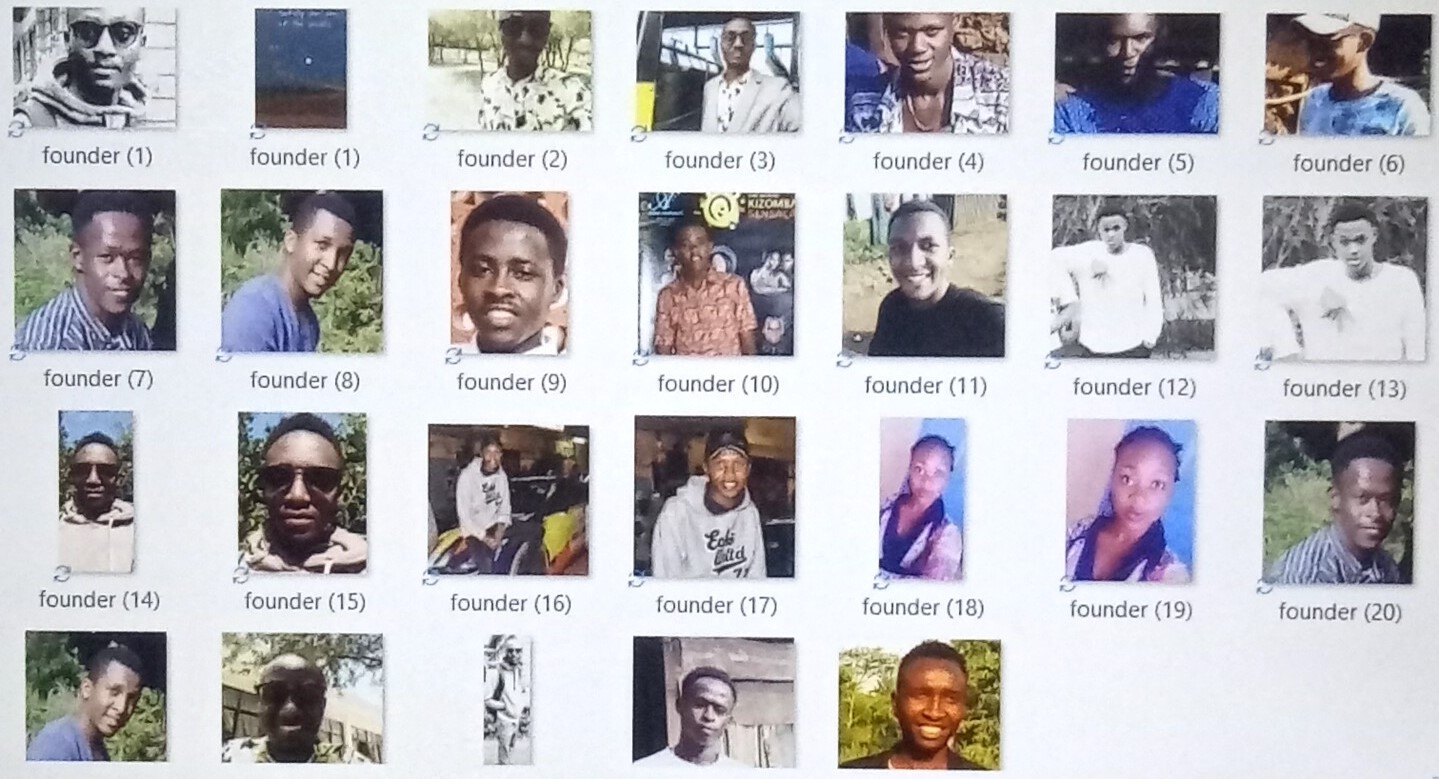 founder (1)
founder (1)
founder (2)
founder (3)
founder (4)
founder (5)
founder (6)
KIZOMBA
founder (7)
founder (8)
founder (9)
founder (10)
founder (11)
founder (12)
founder (13)
founder (14)
founder (15)
founder (16)
founder (17)
founder (18)
founder (19)
founder (20)